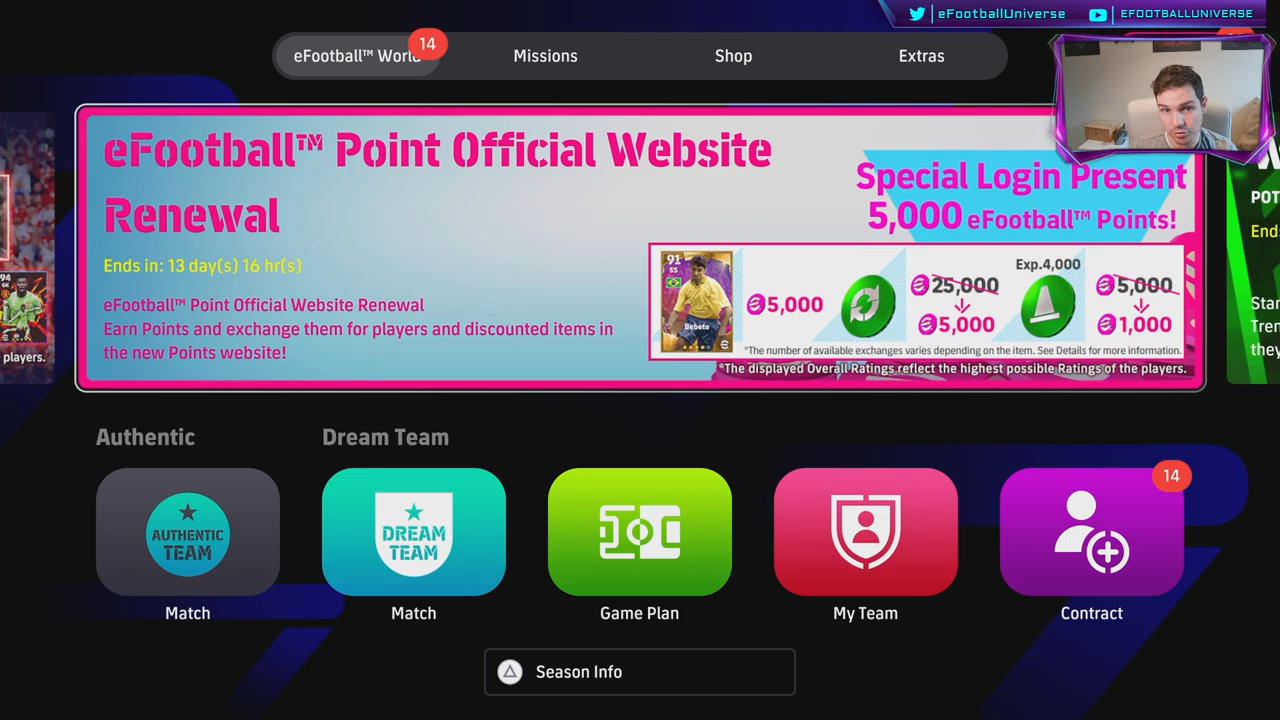 eFootballUniverse
EFOOTBALLUNIVERSE
eFootball™ World
14
Missions
Shop
Extras
eFootball™ Point Official Website
Renewal
Ends in: 13 day(s) 16 hr(s)
eFootball™ Point Official Website Renewal
Earn Points and exchange them for players and discounted items in
the new Points website!
Special Login Present
5,000 eFootball™ Points!
91
SS
Bebeto
5,000
25,000
5,000
Exp.4,000
5,000
1,000
*The number of available exchanges varies depending on the item. See Details for more information.
*The displayed Overall Ratings reflect the highest possible Ratings of the players.
94
GK
players.
POT
End
Star
Tren
they
Authentic
Dream Team
AUTHENTIC
TEAM
Match
DREAM
TEAM
Match
Game Plan
My Team
14
Contract
Season Info